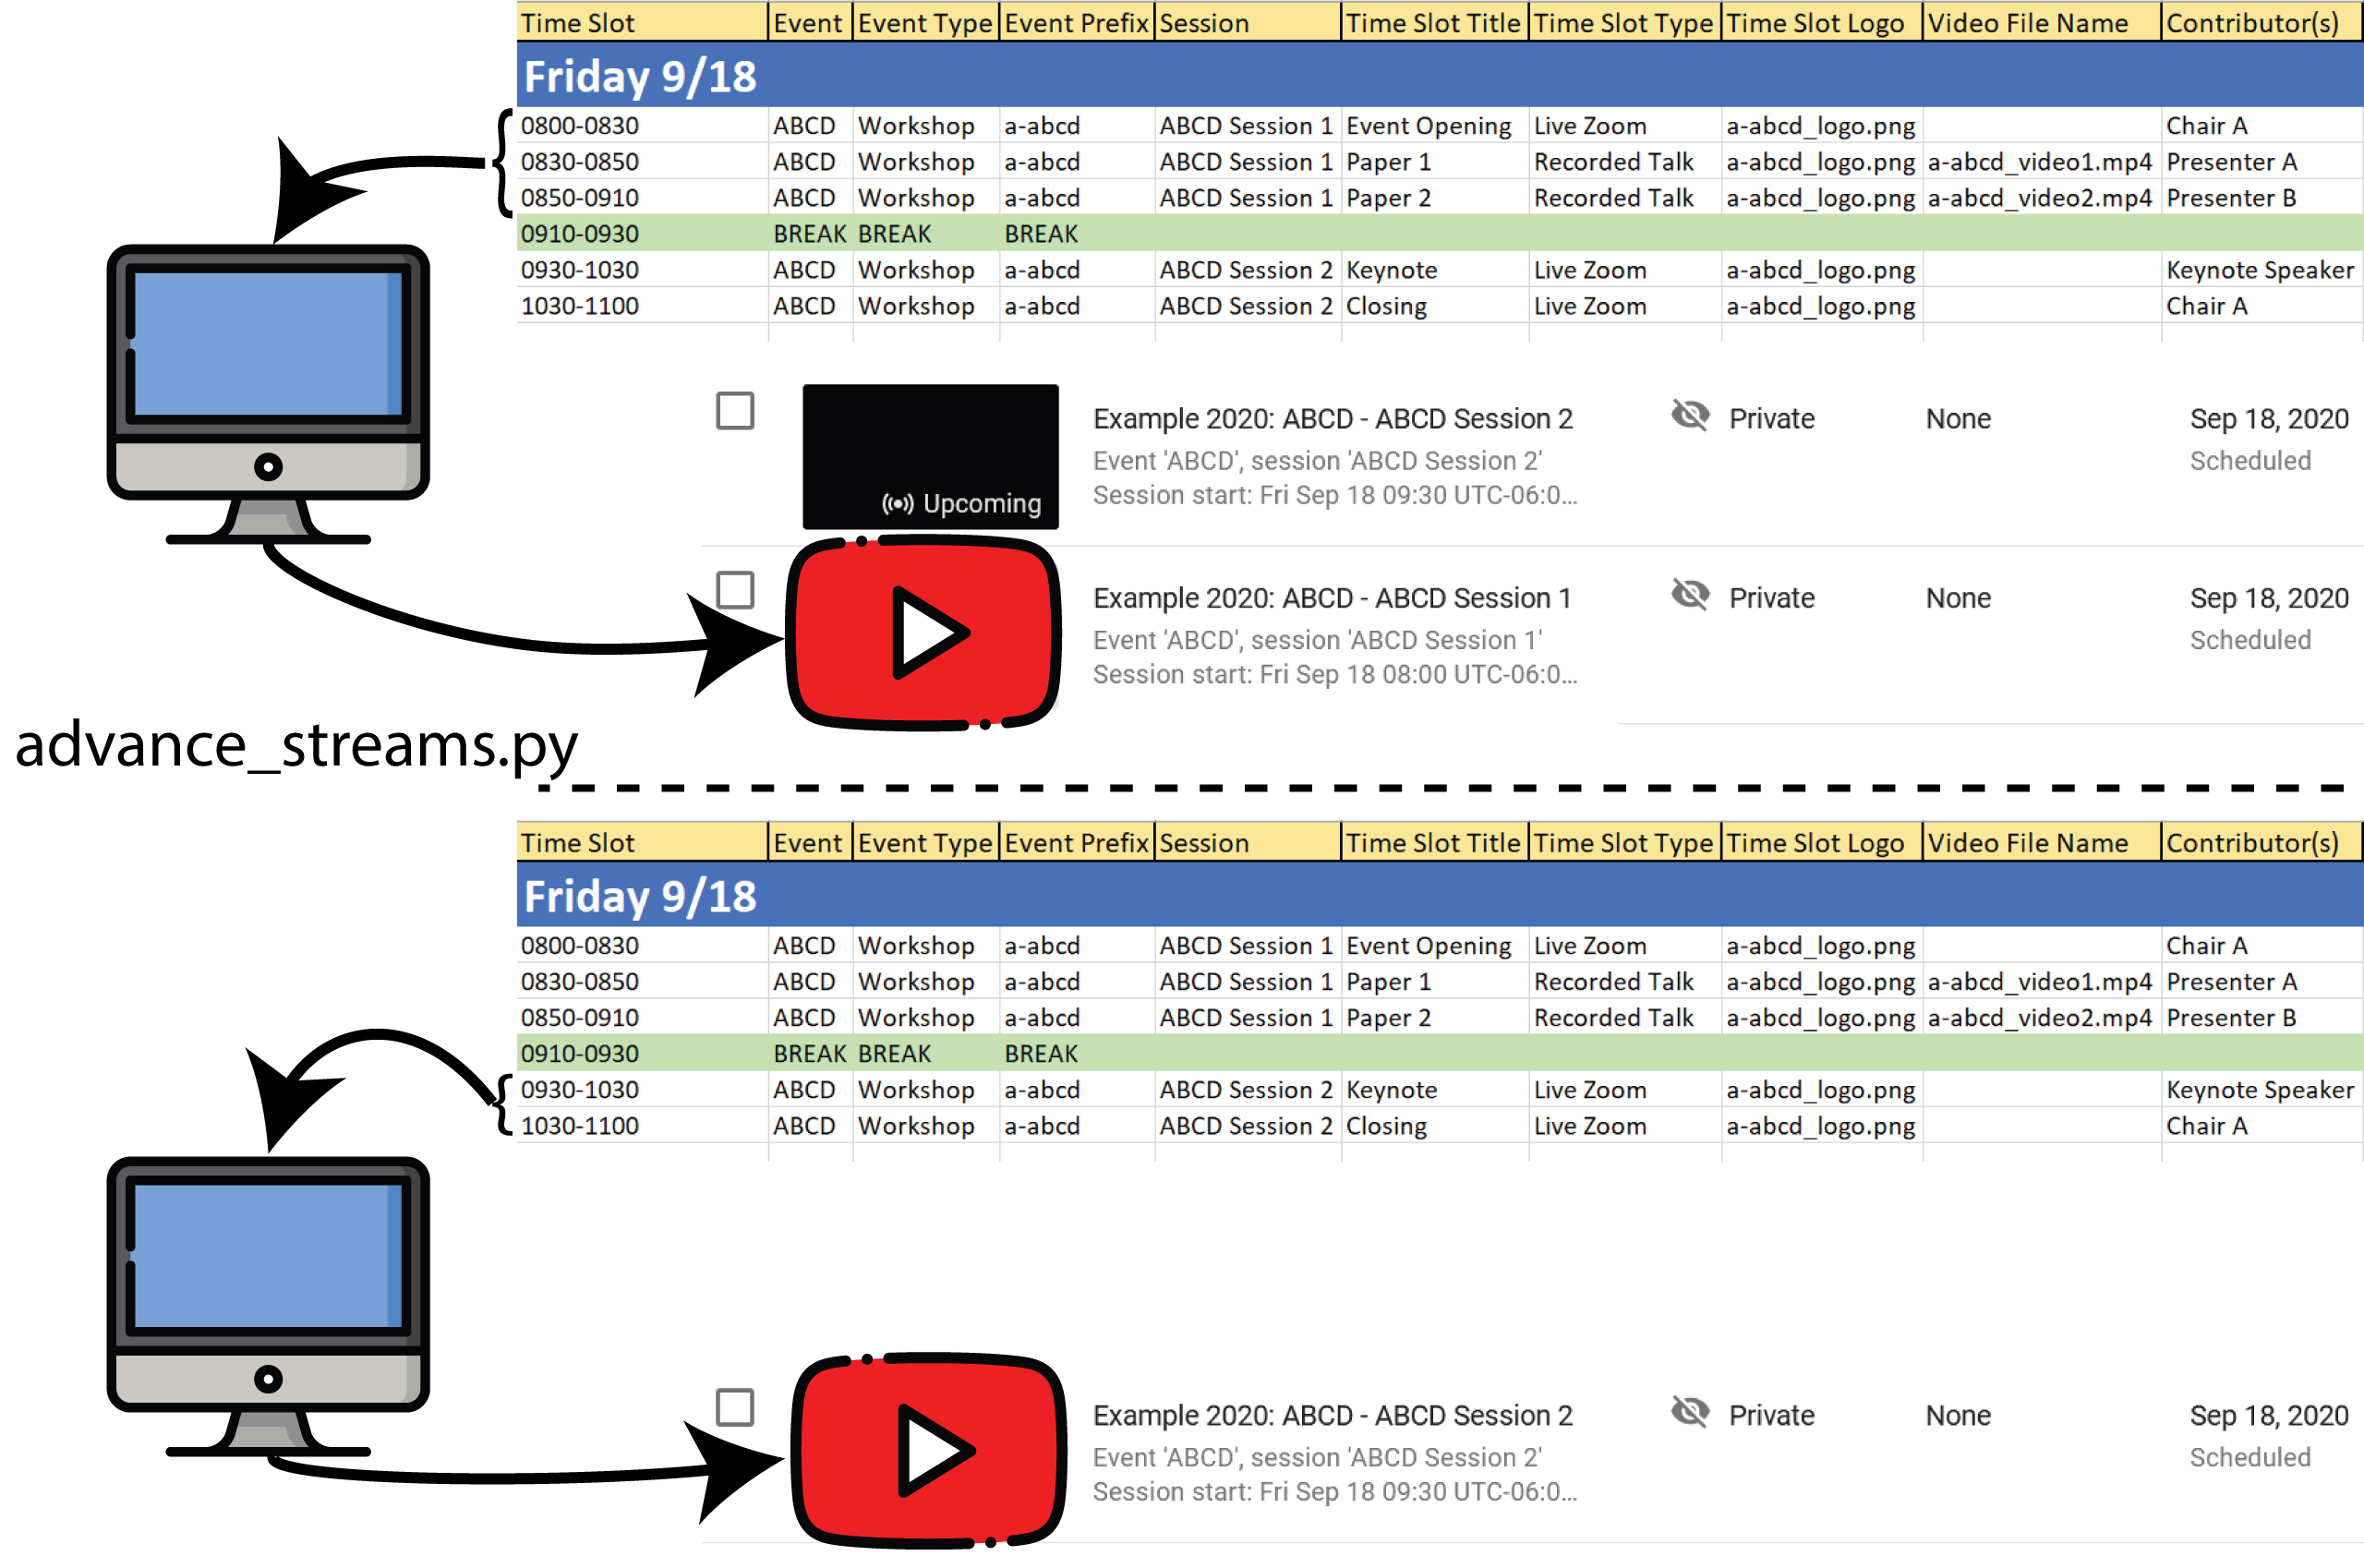 Time Slot Event Event Type Event Prefix Session Time Slot Title Time Slot Type Time Slot Logo Video File Name Contributor(s)
Friday 9/18
0800-0830 ABCD Workshop a-abcd ABCD Session 1 Event Opening Live Zoom a-abcd_logo.png Chair A
0830-0850 ABCD Workshop a-abcd ABCD Session 1 Paper 1 Recorded Talk a-abcd_logo.png a-abcd_video1.mp4 Presenter A
0850-0910 ABCD Workshop a-abcd ABCD Session 1 Paper 2 Recorded Talk a-abcd_logo.png a-abcd_video2.mp4 Presenter B
0910-0930 BREAK BREAK BREAK
0930-1030 ABCD Workshop a-abcd ABCD Session 2 Keynote Live Zoom a-abcd_logo.png Keynote Speaker
1030-1100 ABCD Workshop a-abcd ABCD Session 2 Closing Live Zoom a-abcd_logo.png Chair A
Example 2020: ABCD - ABCD Session 2 Private None Sep 18, 2020
Event 'ABCD', session 'ABCD Session 2' Scheduled
Session start: Fri Sep 18 09:30 UTC-06:0...
Upcoming
Example 2020: ABCD - ABCD Session 1 Private None Sep 18, 2020
Event 'ABCD', session 'ABCD Session 1' Scheduled
Session start: Fri Sep 18 08:00 UTC-06:0...
advance_streams.py
Time Slot Event Event Type Event Prefix Session Time Slot Title Time Slot Type Time Slot Logo Video File Name Contributor(s)
Friday 9/18
0800-0830 ABCD Workshop a-abcd ABCD Session 1 Event Opening Live Zoom a-abcd_logo.png Chair A
0830-0850 ABCD Workshop a-abcd ABCD Session 1 Paper 1 Recorded Talk a-abcd_logo.png a-abcd_video1.mp4 Presenter A
0850-0910 ABCD Workshop a-abcd ABCD Session 1 Paper 2 Recorded Talk a-abcd_logo.png a-abcd_video2.mp4 Presenter B
0910-0930 BREAK BREAK BREAK
0930-1030 ABCD Workshop a-abcd ABCD Session 2 Keynote Live Zoom a-abcd_logo.png Keynote Speaker
1030-1100 ABCD Workshop a-abcd ABCD Session 2 Closing Live Zoom a-abcd_logo.png Chair A
Example 2020: ABCD - ABCD Session 2 Private None Sep 18, 2020
Event 'ABCD', session 'ABCD Session 2' Scheduled
Session start: Fri Sep 18 09:30 UTC-06:0...